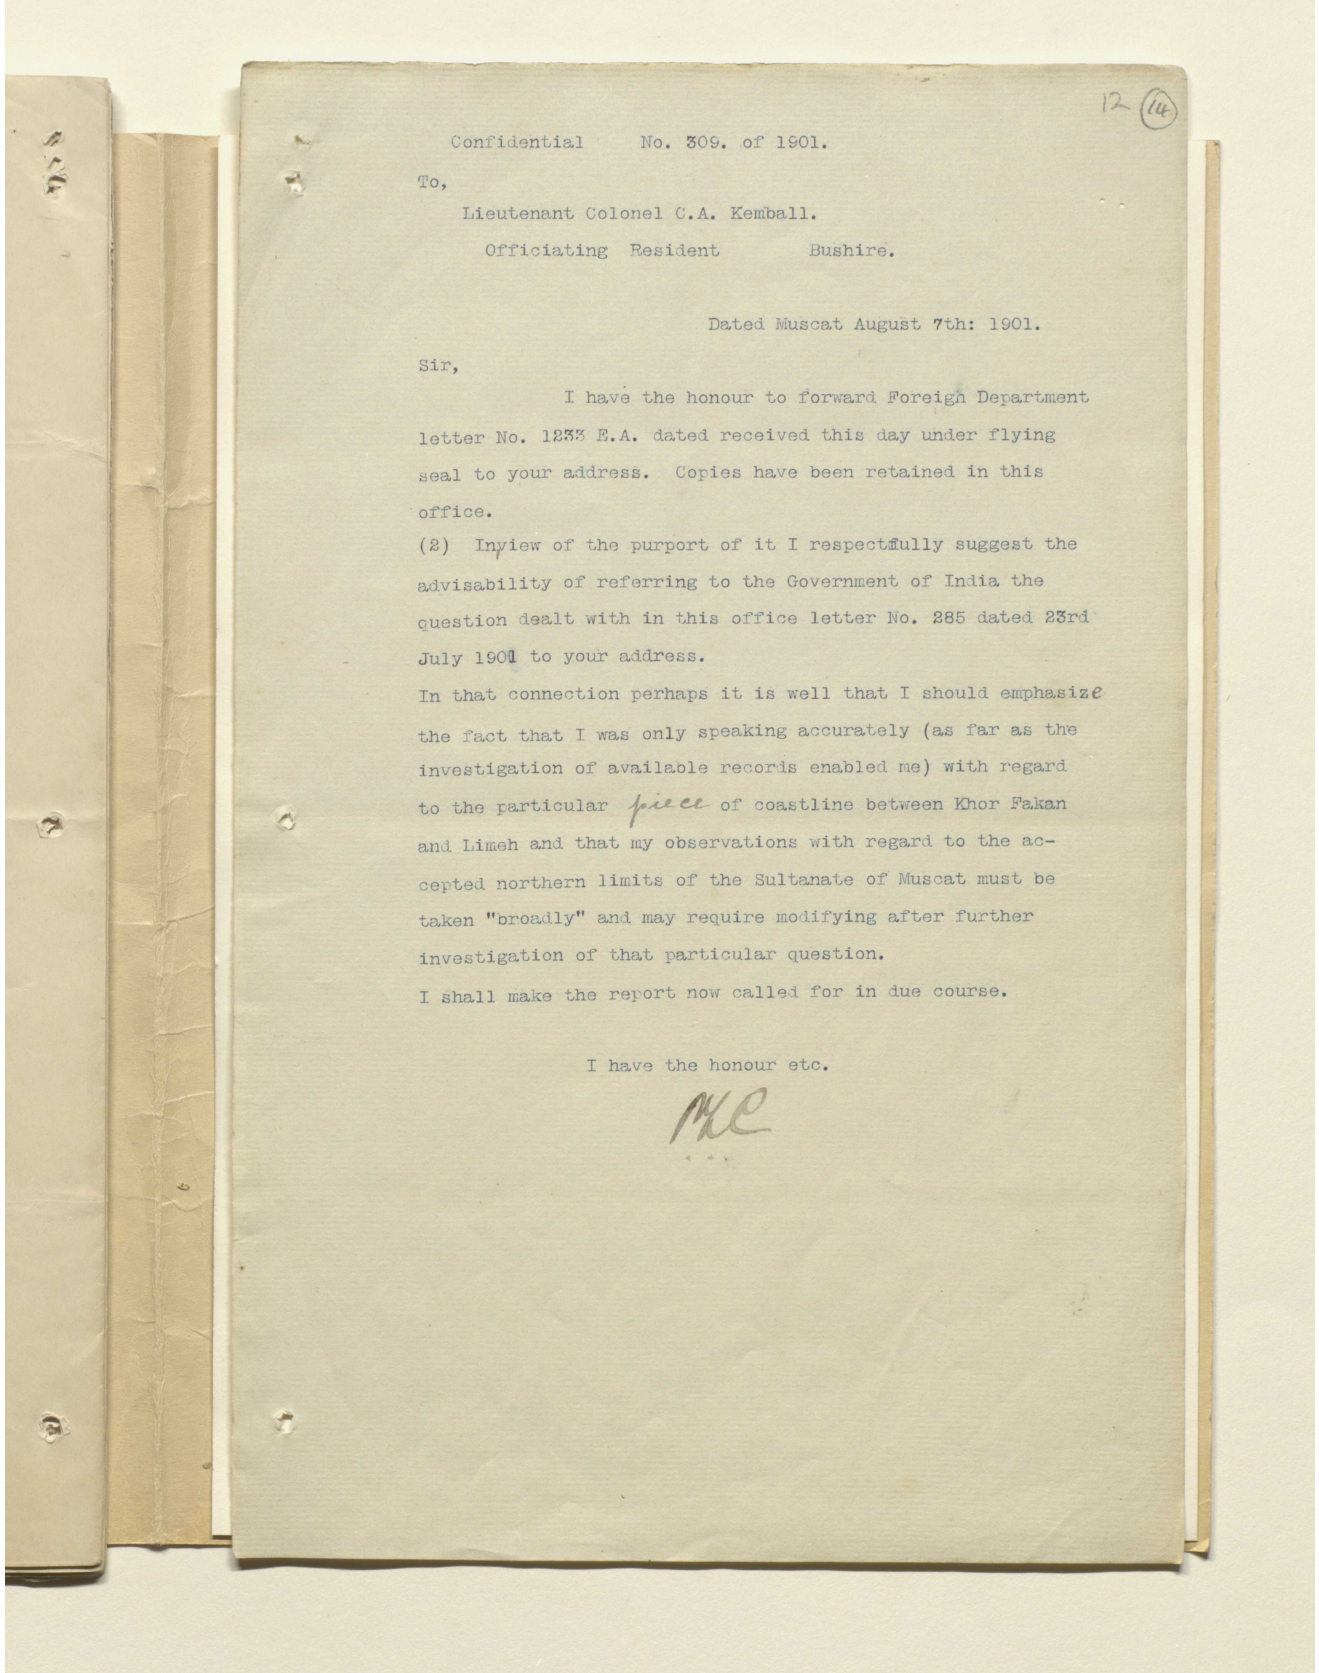 12 14
Confidential No. 309. of 1901.
To,
Lieutenant Colonel C.A. Kemball.
Officiating Resident Bushire.
Dated Muscat August 7th: 1901.
Sir,
I have the honour to forward Foreign Department
letter No. 1233 E.A. dated received this day under flying
seal to your address. Copies have been retained in this
office.
(2) In view of the purport of it I respectfully suggest the
advisability of referring to the Government of India the
question dealt with in this office letter No. 285 dated 23rd
July 1901 to your address.
In that connection perhaps it is well that I should emphasize
the fact that I was only speaking accurately (as far as the
investigation of available records enabled me) with regard
to the particular piece of coastline between Khor Fakan
and Limeh and that my observations with regard to the ac-
cepted northern limits of the Sultanate of Muscat must be
taken "broadly" and may require modifying after further
investigation of that particular question.
I shall make the report now called for in due course.
I have the honour etc.